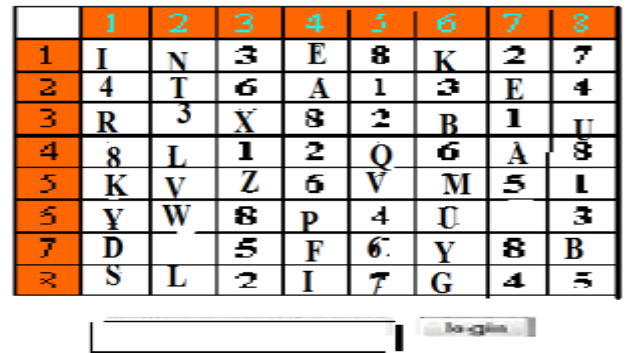 1 2 3 4 5 6 7 8
1 I N 3 E 8 K 2 7
2 4 T 6 A 1 3 E 4
3 R 3 X 8 2 B 1 U
4 8 L 1 2 Q 6 A 8
5 K V Z 6 V M 5 1
6 ¥ W 8 P 4 U 3
7 D 5 F 6 Y 8 B
8 S L 2 I 7 G 4 5
login